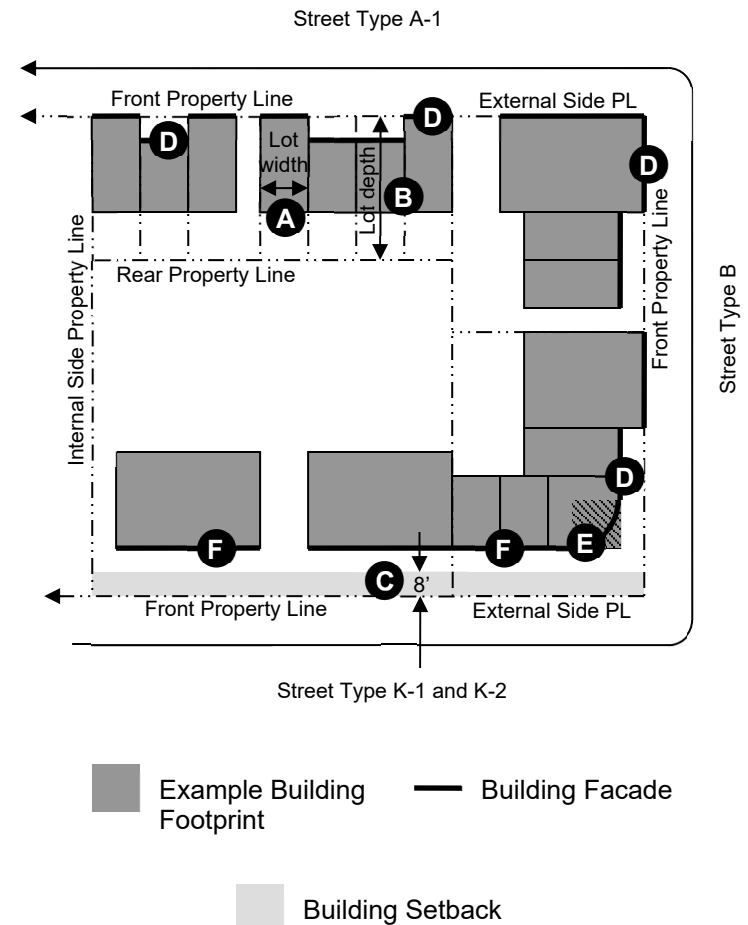 Street Type A-1
Front Property Line
External Side PL
D
D
D
Lot
width
Lot depth
A
B
Internal Side Property Line
Front Property Line
Street Type B
Rear Property Line
D
F
F
E
C
8’
Front Property Line
External Side PL
Street Type K-1 and K-2
Example Building
Footprint
Building Facade
Building Setback